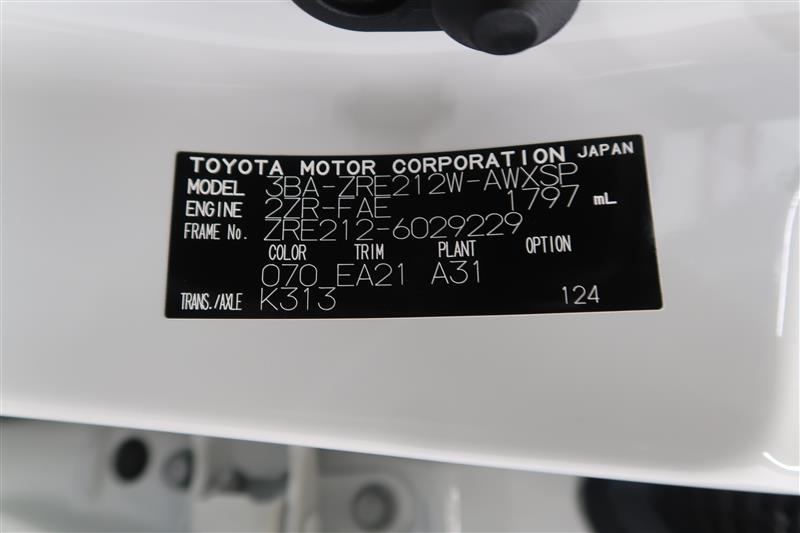 TOYOTA MOTOR CORPORATION JAPAN
MODEL 3BA-ZRE212W-AWXSP
ENGINE 2ZR-FAE 1797 mL
FRAME No. ZRE212-6029229
COLOR TRIM PLANT OPTION
070 EA21 A31
TRANS./AXLE K313 124